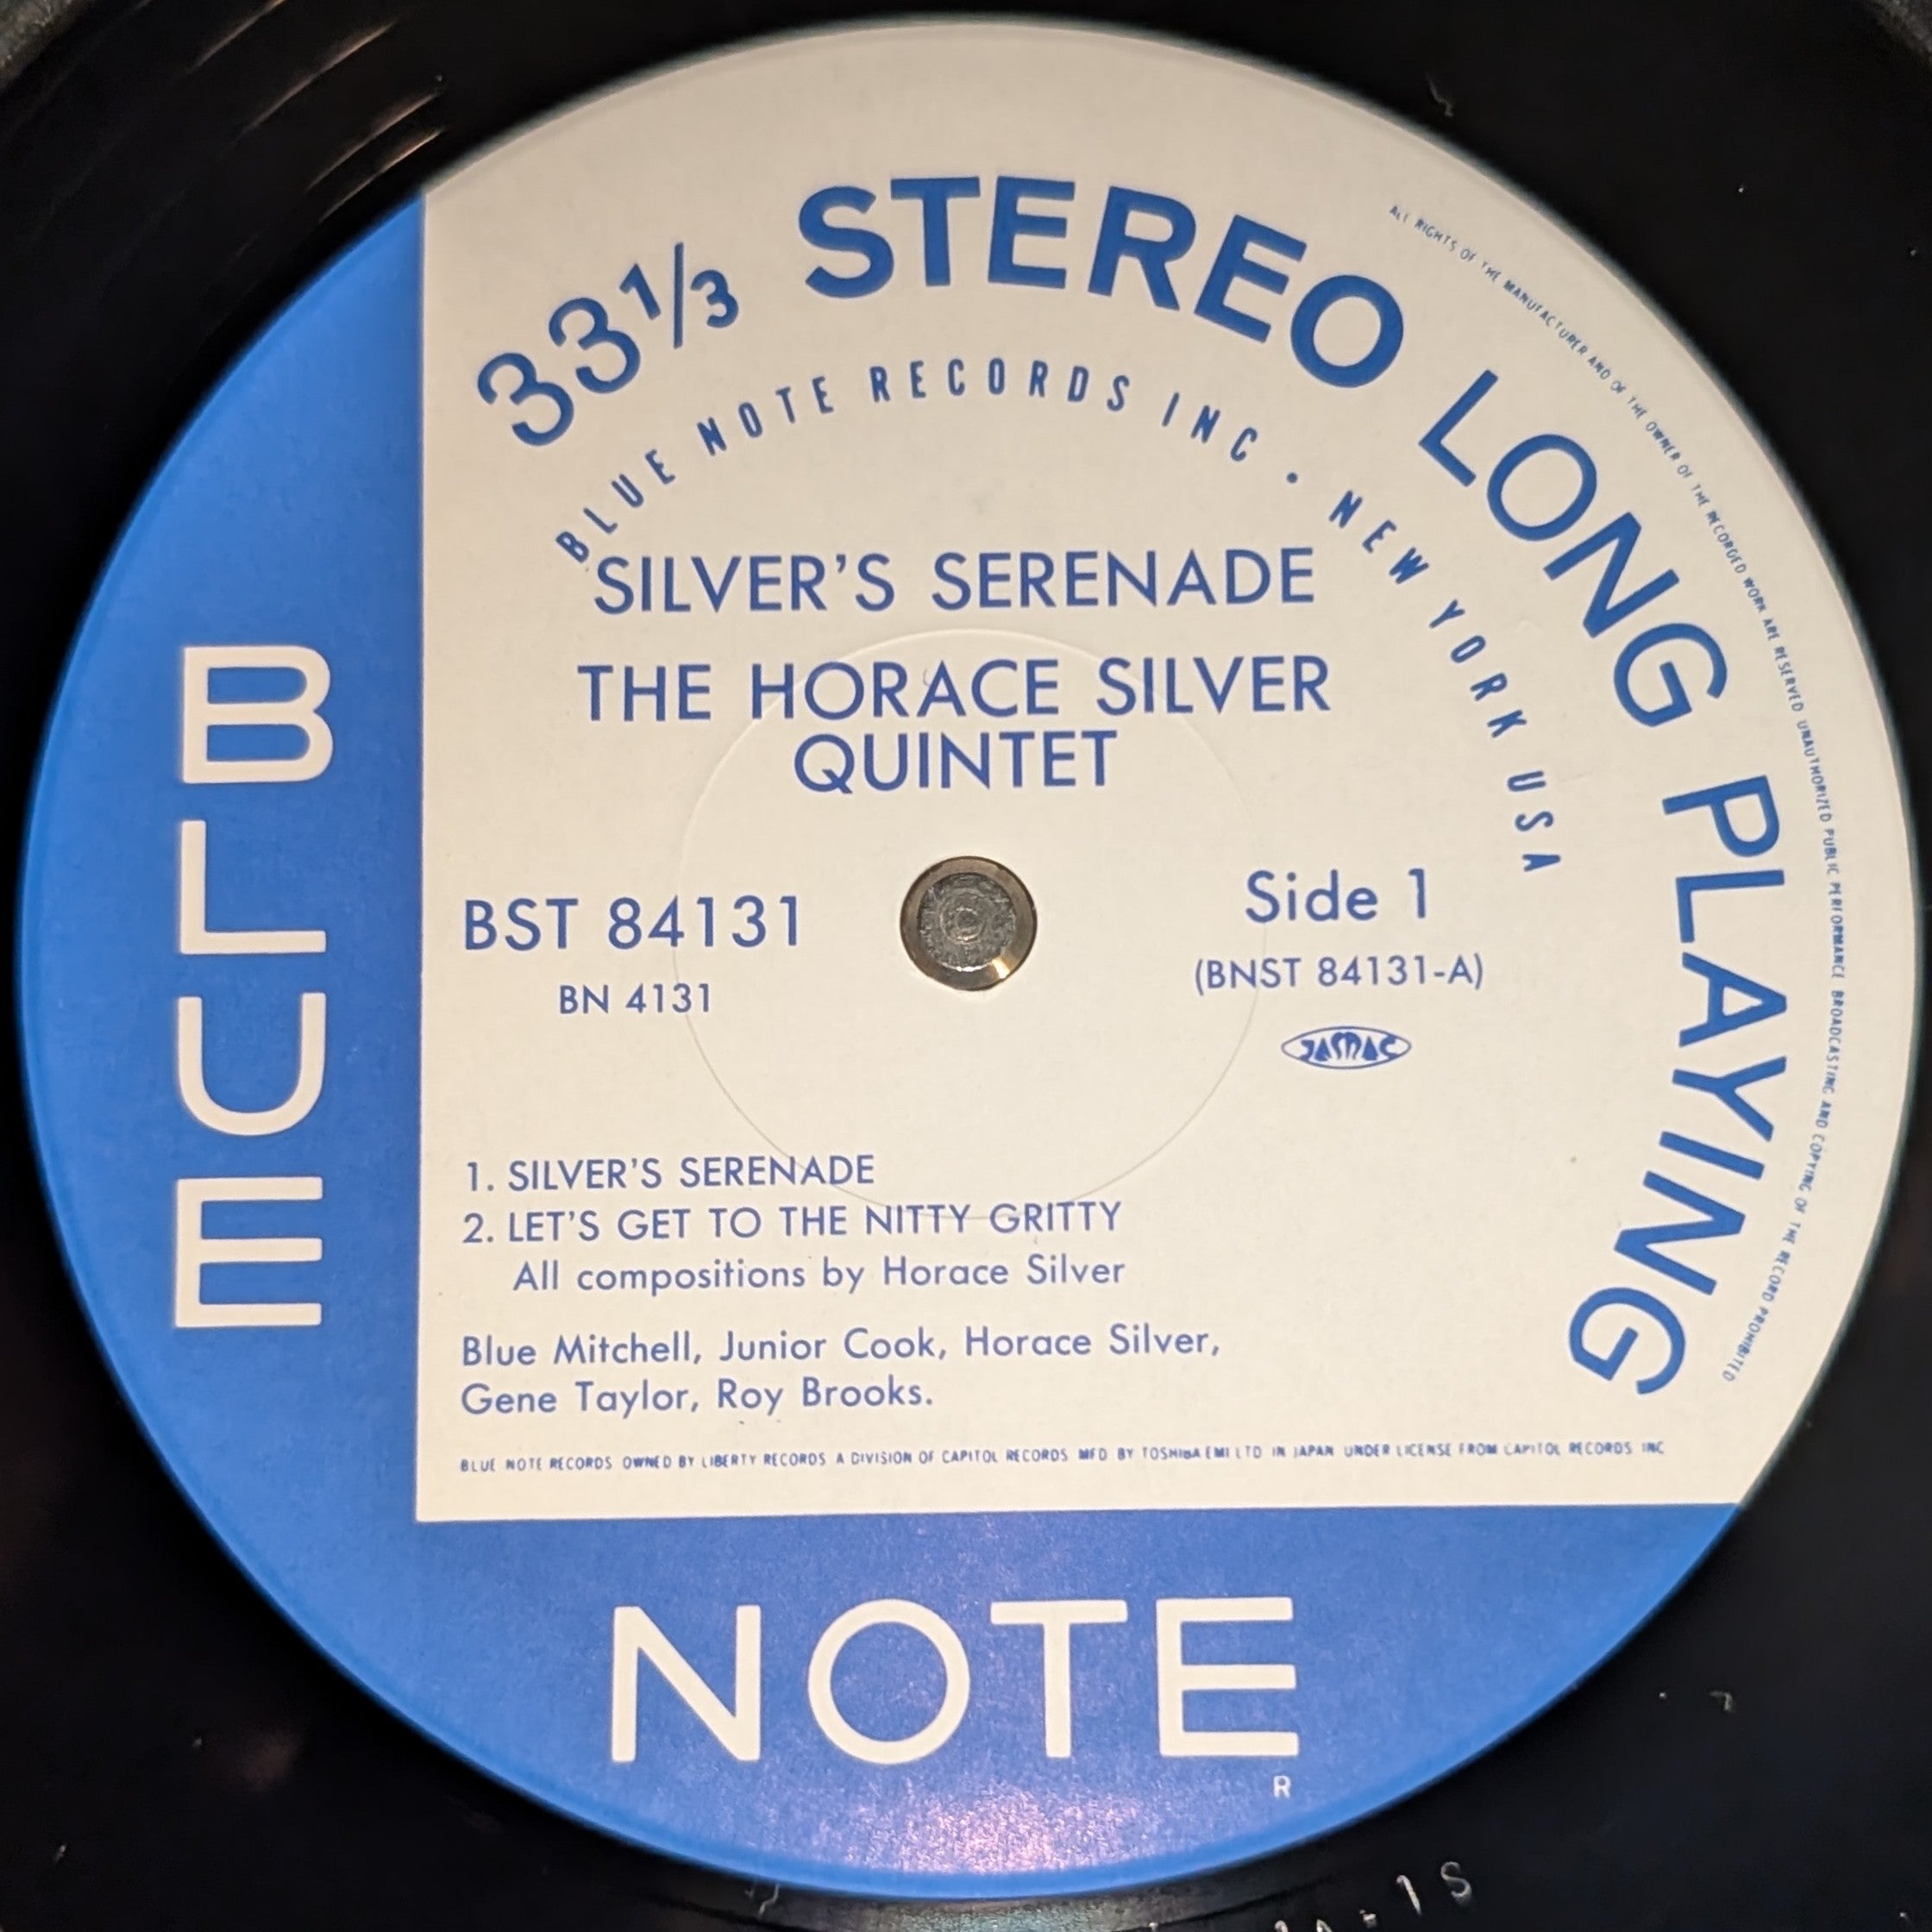 33 1/3 STEREO LONG PLAYING
BLUE NOTE RECORDS INC · NEW YORK USA
ALL RIGHTS OF THE MANUFACTURER AND OF THE OWNER OF THE RECORDED WORK ARE RESERVED UNAUTHORIZED PUBLIC PERFORMANCE BROADCASTING AND COPYING OF THE RECORD PROHIBITED
SILVER'S SERENADE
THE HORACE SILVER
QUINTET
BST 84131
BN 4131
Side 1
(BNST 84131-A)
JASMAC
1. SILVER'S SERENADE
2. LET'S GET TO THE NITTY GRITTY
All compositions by Horace Silver
Blue Mitchell, Junior Cook, Horace Silver,
Gene Taylor, Roy Brooks.
BLUE NOTE RECORDS OWNED BY LIBERTY RECORDS A DIVISION OF CAPITOL RECORDS MFD BY TOSHIBA EMI LTD IN JAPAN UNDER LICENSE FROM CAPITOL RECORDS INC
BLUE
NOTE
R